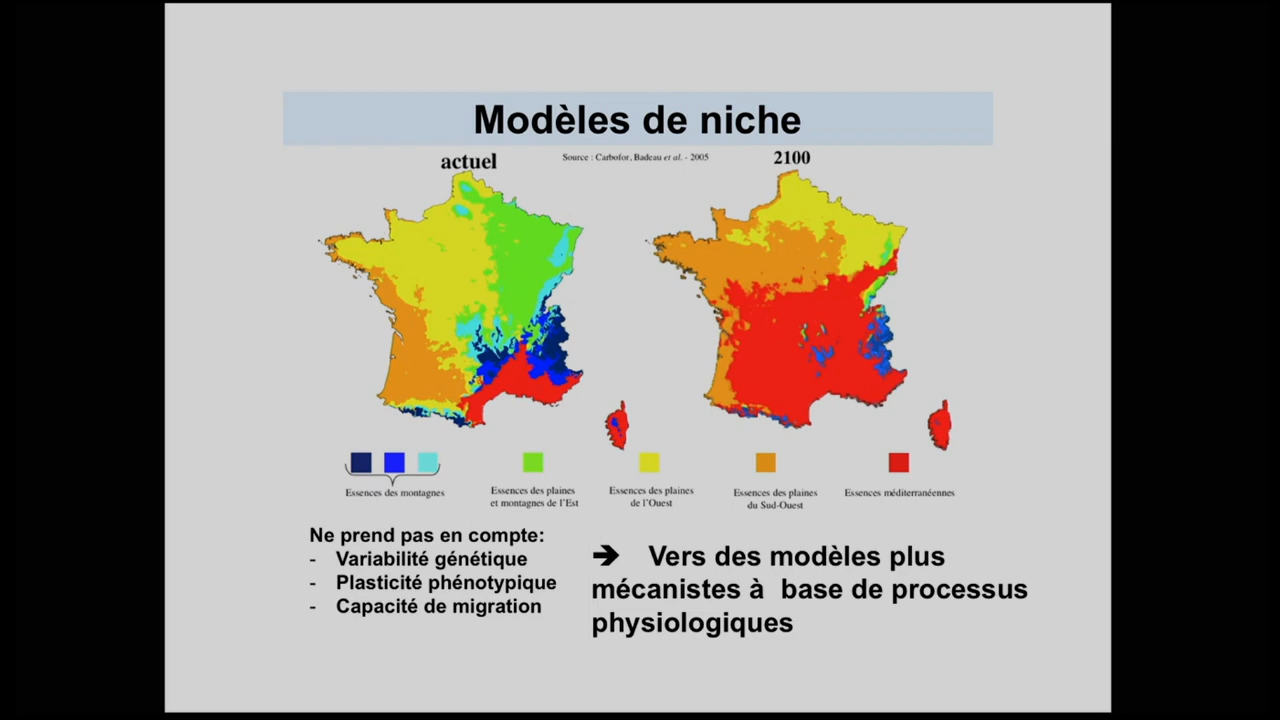 Modèles de niche
actuel
Source : Carbofor, Badeau et al. - 2005
2100
Essences des montagnes
Essences des plaines
et montagnes de l'Est
Essences des plaines
de l'Ouest
Essences des plaines
du Sud-Ouest
Essences méditerranéennes
Ne prend pas en compte:
- Variabilité génétique
- Plasticité phénotypique
- Capacité de migration
➔ Vers des modèles plus
mécanistes à base de processus
physiologiques